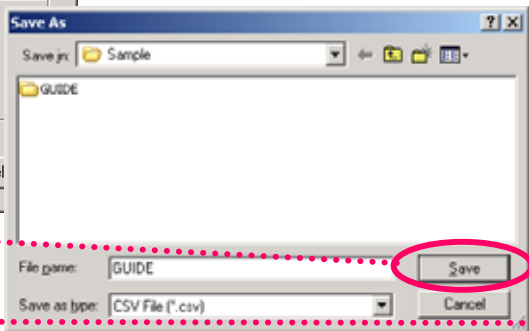 Save As
Save in: Sample
GUIDE
File name: GUIDE Save
Save as type: CSV File (*.csv) Cancel